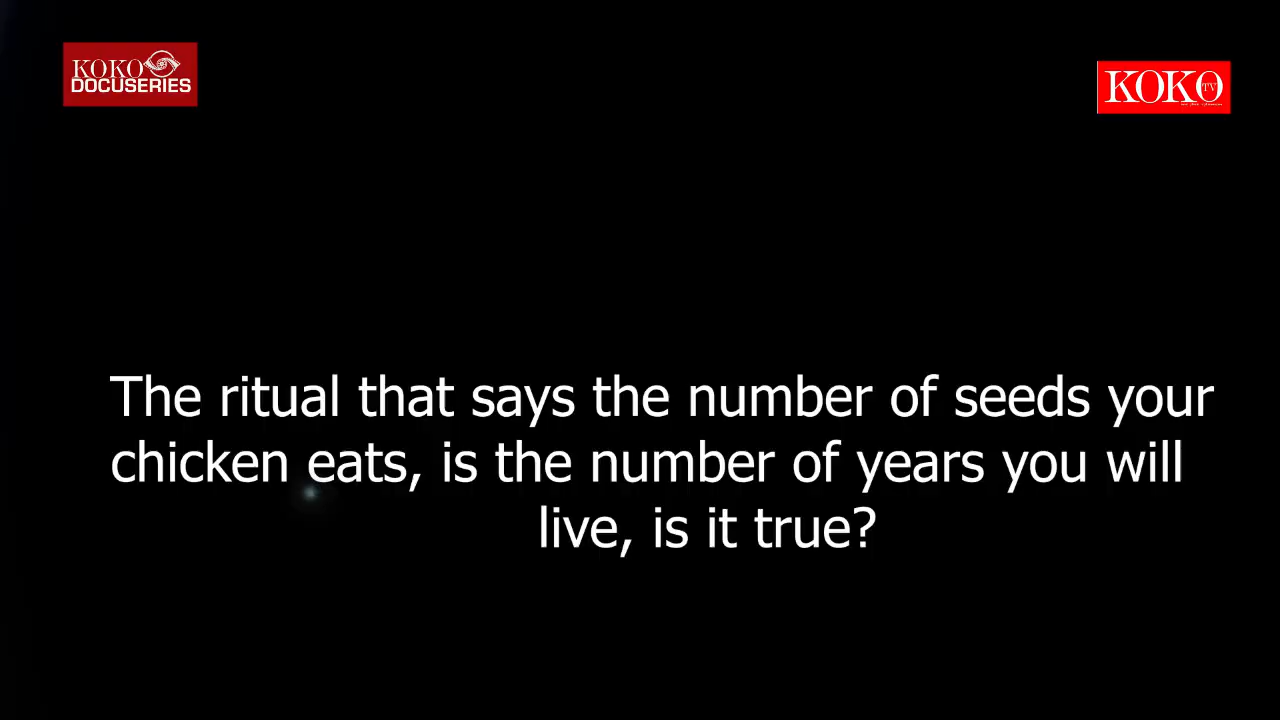 KOKO
DOCUSERIES
KOKO TV
The ritual that says the number of seeds your
chicken eats, is the number of years you will
live, is it true?